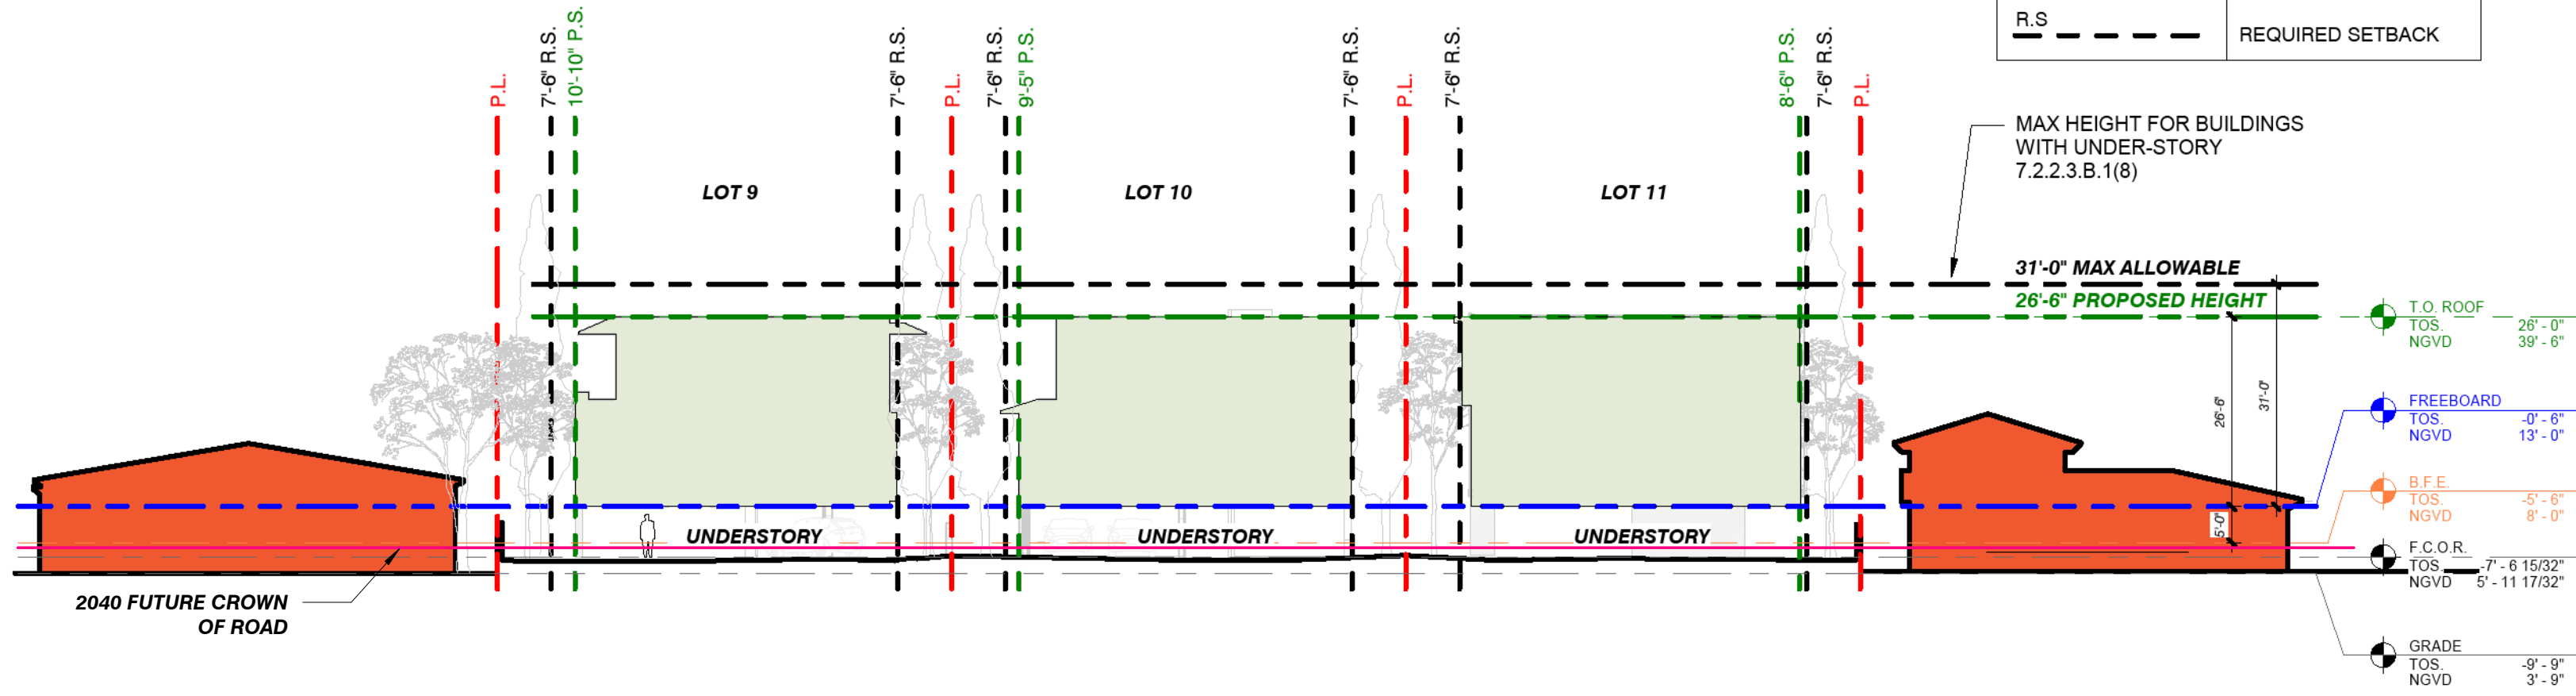 R.S
REQUIRED SETBACK
P.L.
7'-6" R.S.
10'-10" P.S.
7'-6" R.S.
P.L.
7'-6" R.S.
9'-5" P.S.
7'-6" R.S.
P.L.
7'-6" R.S.
8'-6" P.S.
7'-6" R.S.
P.L.
MAX HEIGHT FOR BUILDINGS
WITH UNDER-STORY
7.2.2.3.B.1(8)
LOT 9
LOT 10
LOT 11
31'-0" MAX ALLOWABLE
26'-6" PROPOSED HEIGHT
T.O. ROOF
TOS. 26' - 0"
NGVD 39' - 6"
26'-6"
31'-0"
FREEBOARD
TOS. -0' - 6"
NGVD 13' - 0"
B.F.E.
TOS. -5' - 6"
NGVD 8' - 0"
5'-0"
UNDERSTORY
UNDERSTORY
UNDERSTORY
F.C.O.R.
TOS. -7' - 6 15/32"
NGVD 5' - 11 17/32"
2040 FUTURE CROWN
OF ROAD
GRADE
TOS. -9' - 9"
NGVD 3' - 9"